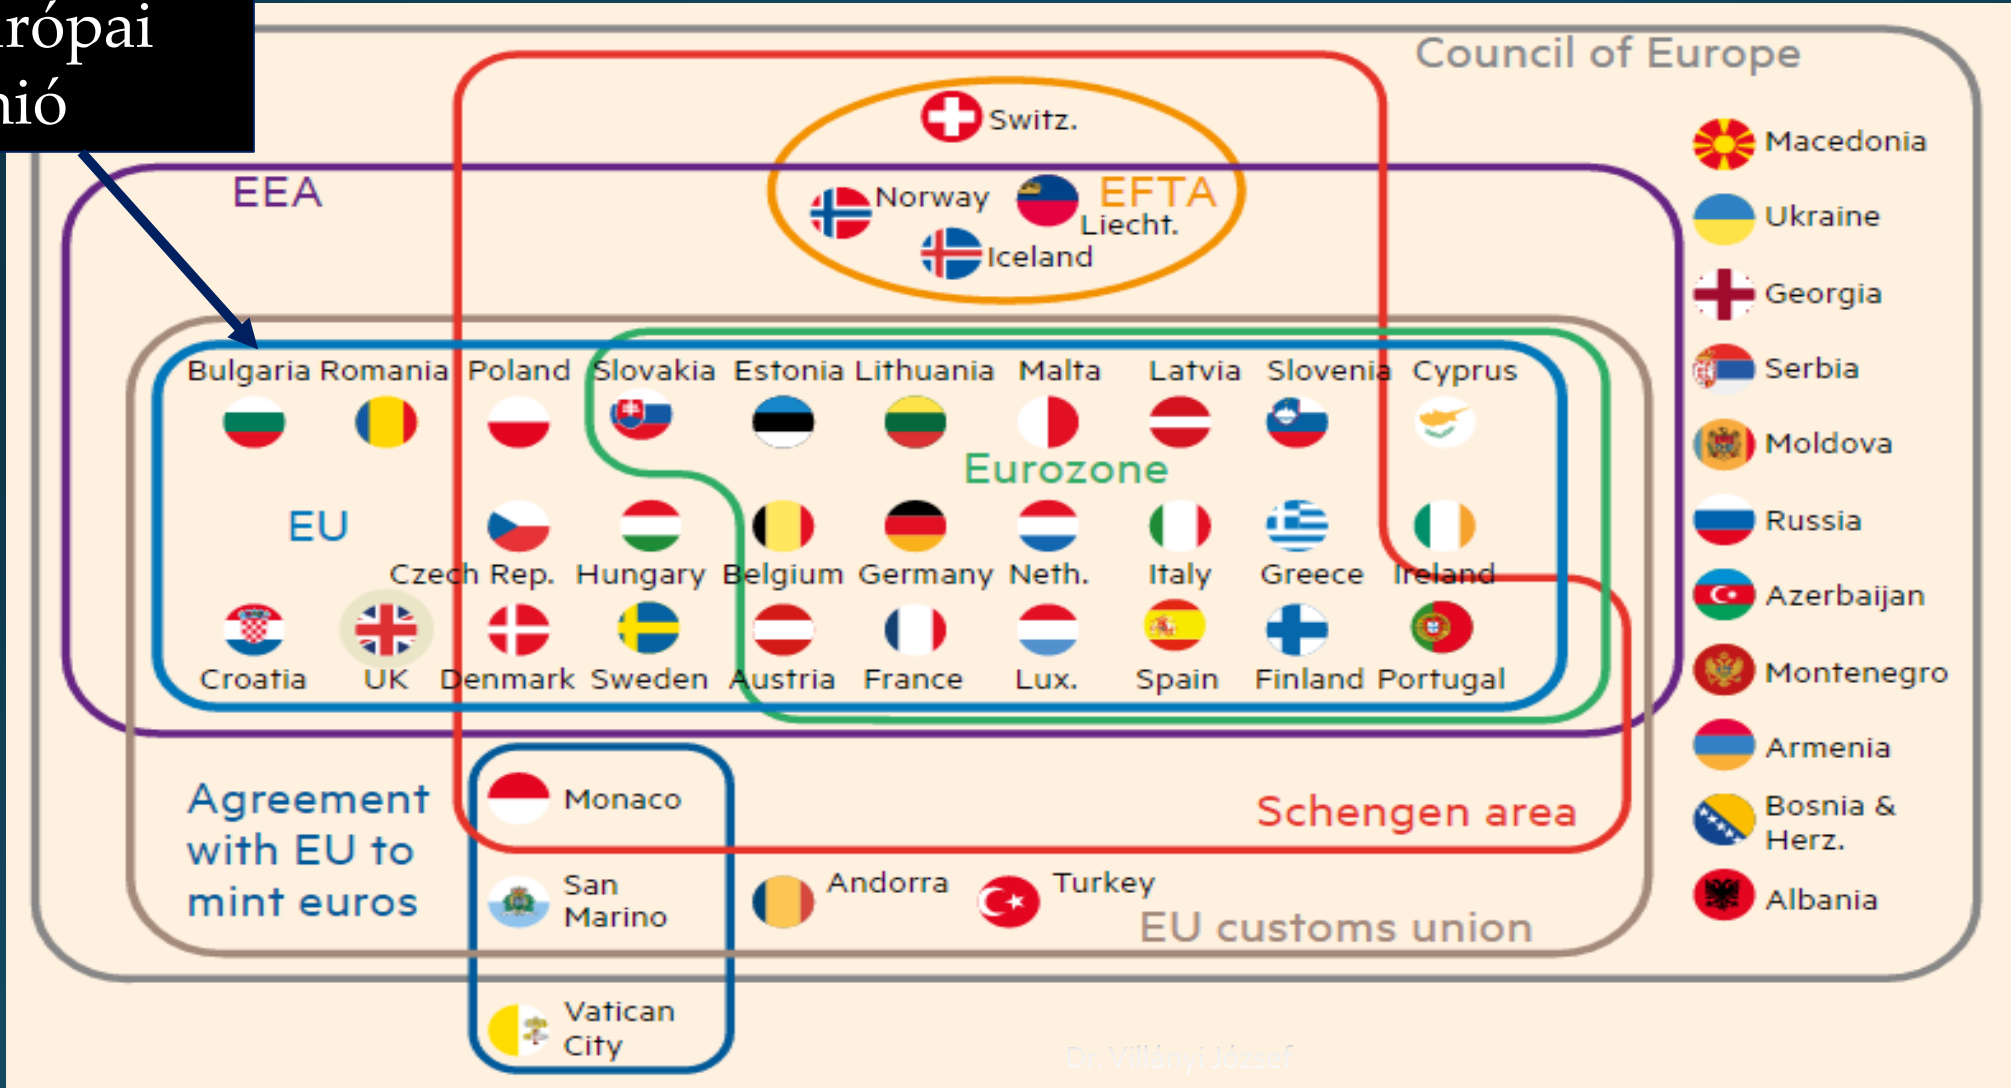 rópai
nió
Council of Europe
Switz.
EEA
Norway
EFTA
Liecht.
Iceland
Macedonia
Ukraine
Georgia
Serbia
Moldova
Russia
Azerbaijan
Montenegro
Armenia
Bosnia &
Herz.
Albania
Bulgaria Romania Poland Slovakia Estonia Lithuania Malta Latvia Slovenia Cyprus
Eurozone
EU
Czech Rep. Hungary Belgium Germany Neth. Italy Greece Ireland
Croatia UK Denmark Sweden Austria France Lux. Spain Finland Portugal
Agreement
with EU to
mint euros
Monaco
Schengen area
San
Marino
Andorra
Turkey
EU customs union
Vatican
City
Dr. Villányi József